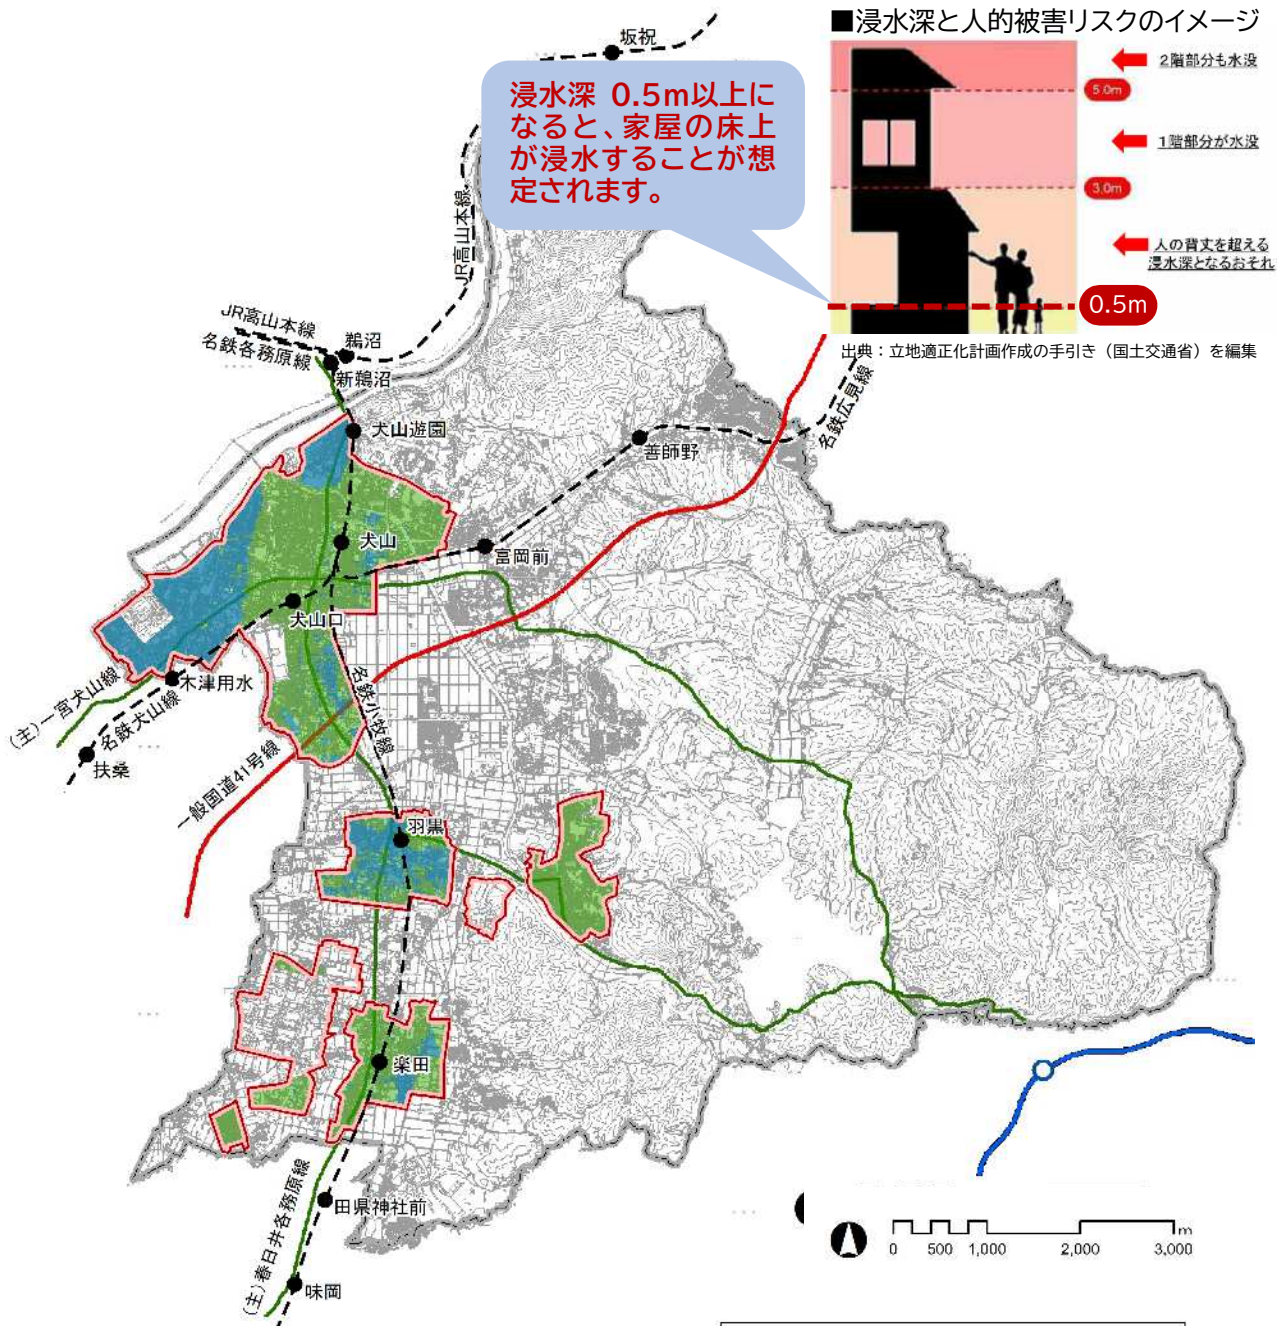 ■浸水深と人的被害リスクのイメージ
坂祝
浸水深 0.5m以上に
なると、家屋の床上
が浸水することが想
定されます。
2階部分も水没
5.0m
1階部分が水没
3.0m
人の背丈を超える
浸水深となるおそれ
0.5m
出典:立地適正化計画作成の手引き(国土交通省)を編集
JR高山本線
JR高山本線
名鉄各務原線
鵜沼
新鵜沼
犬山遊園
名鉄広見線
善師野
犬山
富岡前
犬山口
木津用水
(主)一宮犬山線
名鉄犬山線
扶桑
名鉄小牧線
一般国道41号線
羽黒
楽田
(主)春日井各務原線
田県神社前
味岡
0 500 1,000 2,000 3,000
m